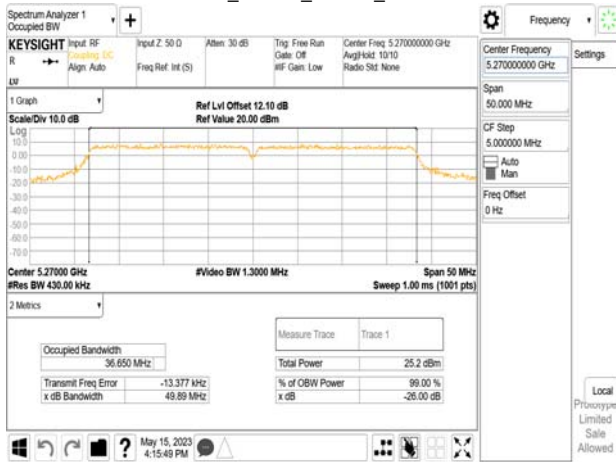 Spectrum Analyzer 1
Occupied BW
Frequency
KEYSIGHT
Input: RF
Coupling: DC
Align: Auto
Input Z: 50 Ω
Freq Ref: Int (S)
Atten: 30 dB
Trig: Free Run
Gate: Off
#IF Gain: Low
Center Freq: 5.270000000 GHz
Avg|Hold: 10/10
Radio Std: None
R
Center Frequency
5.270000000 GHz
Settings
Span
50.000 MHz
CF Step
5.000000 MHz
Auto
Man
Freq Offset
0 Hz
1 Graph
Scale/Div 10.0 dB
Ref Lvl Offset 12.10 dB
Ref Value 20.00 dBm
Log
10.0
0.00
-10.0
-20.0
-30.0
-40.0
-50.0
-60.0
-70.0
Center 5.27000 GHz
#Res BW 430.00 kHz
#Video BW 1.3000 MHz
Span 50 MHz
Sweep 1.00 ms (1001 pts)
2 Metrics
Measure Trace
Trace 1
Occupied Bandwidth
36.650 MHz
Total Power
25.2 dBm
Transmit Freq Error
-13.377 kHz
% of OBW Power
99.00 %
x dB Bandwidth
49.89 MHz
x dB
-26.00 dB
Local
Prototype
Limited
Sale
Allowed
May 15, 2023
4:15:49 PM